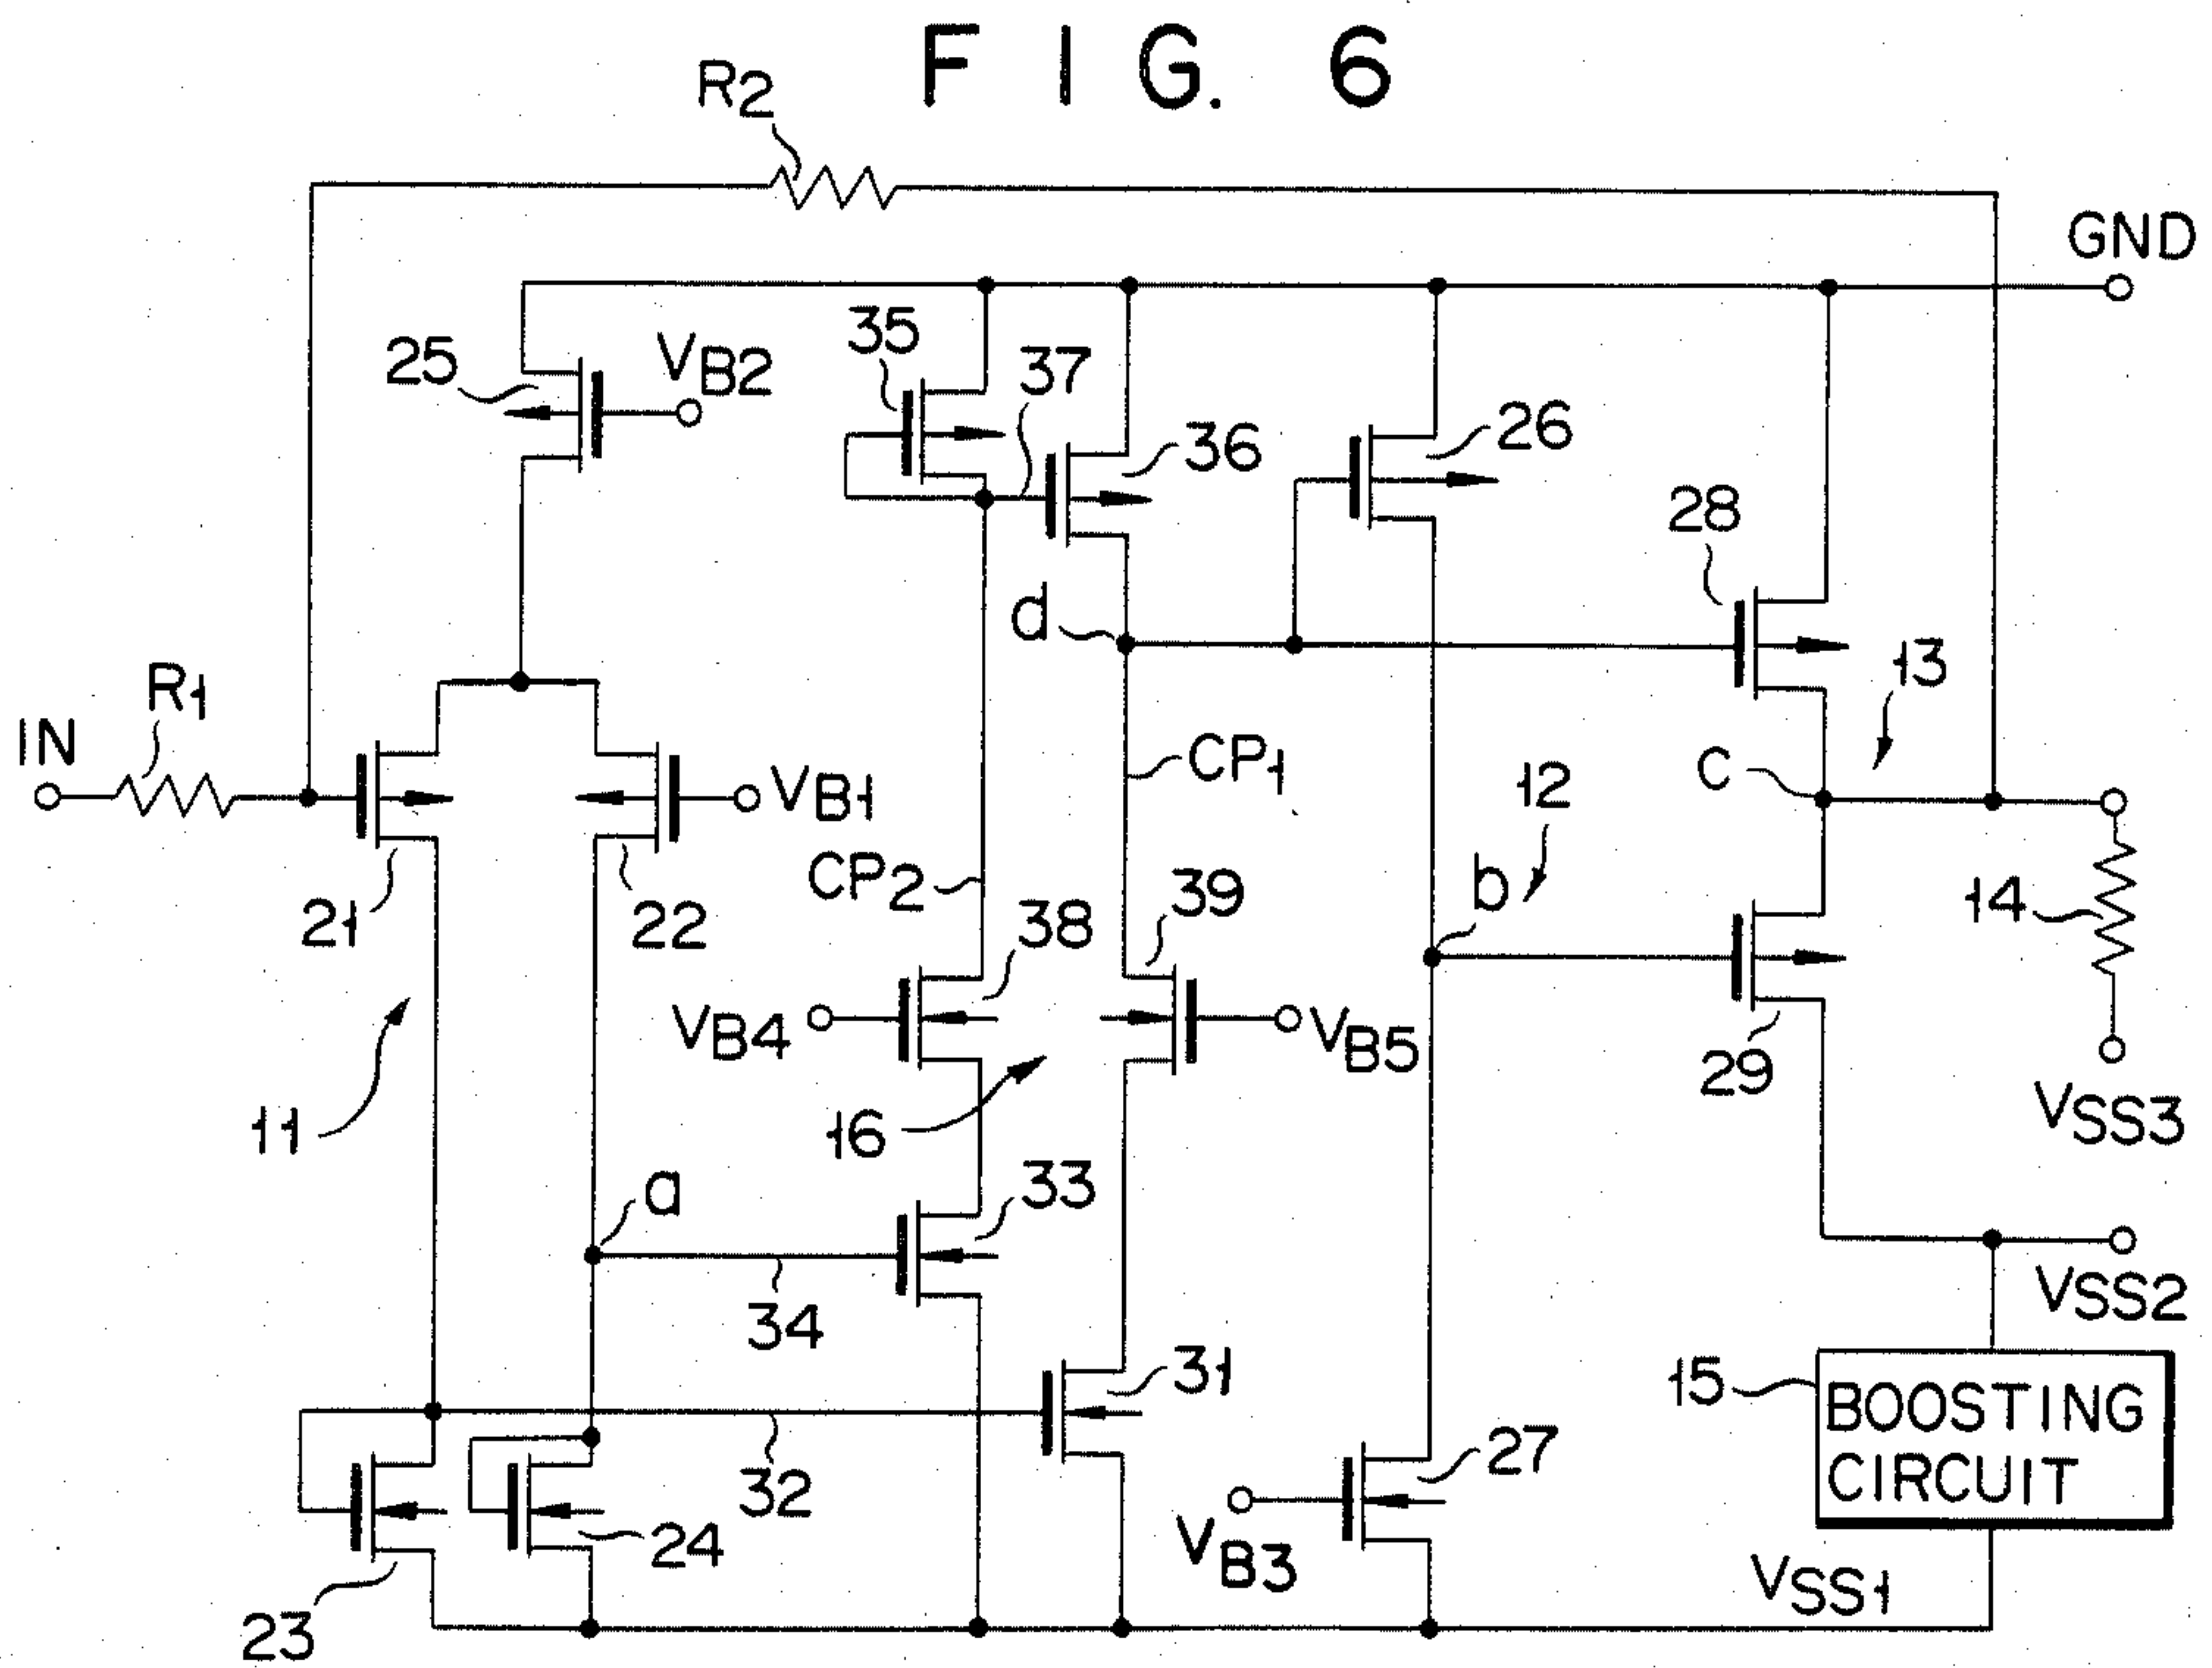 FIG. 6
R2
GND
25
VB2
35
37
36
26
28
d
13
R1
IN
VB1
CP1
C
12
CP2
b
14
21
22
38
39
VB4
VB5
29
VSS3
11
16
a
33
34
VSS2
31
15
BOOSTING
CIRCUIT
32
27
24
VB3
VSS1
23